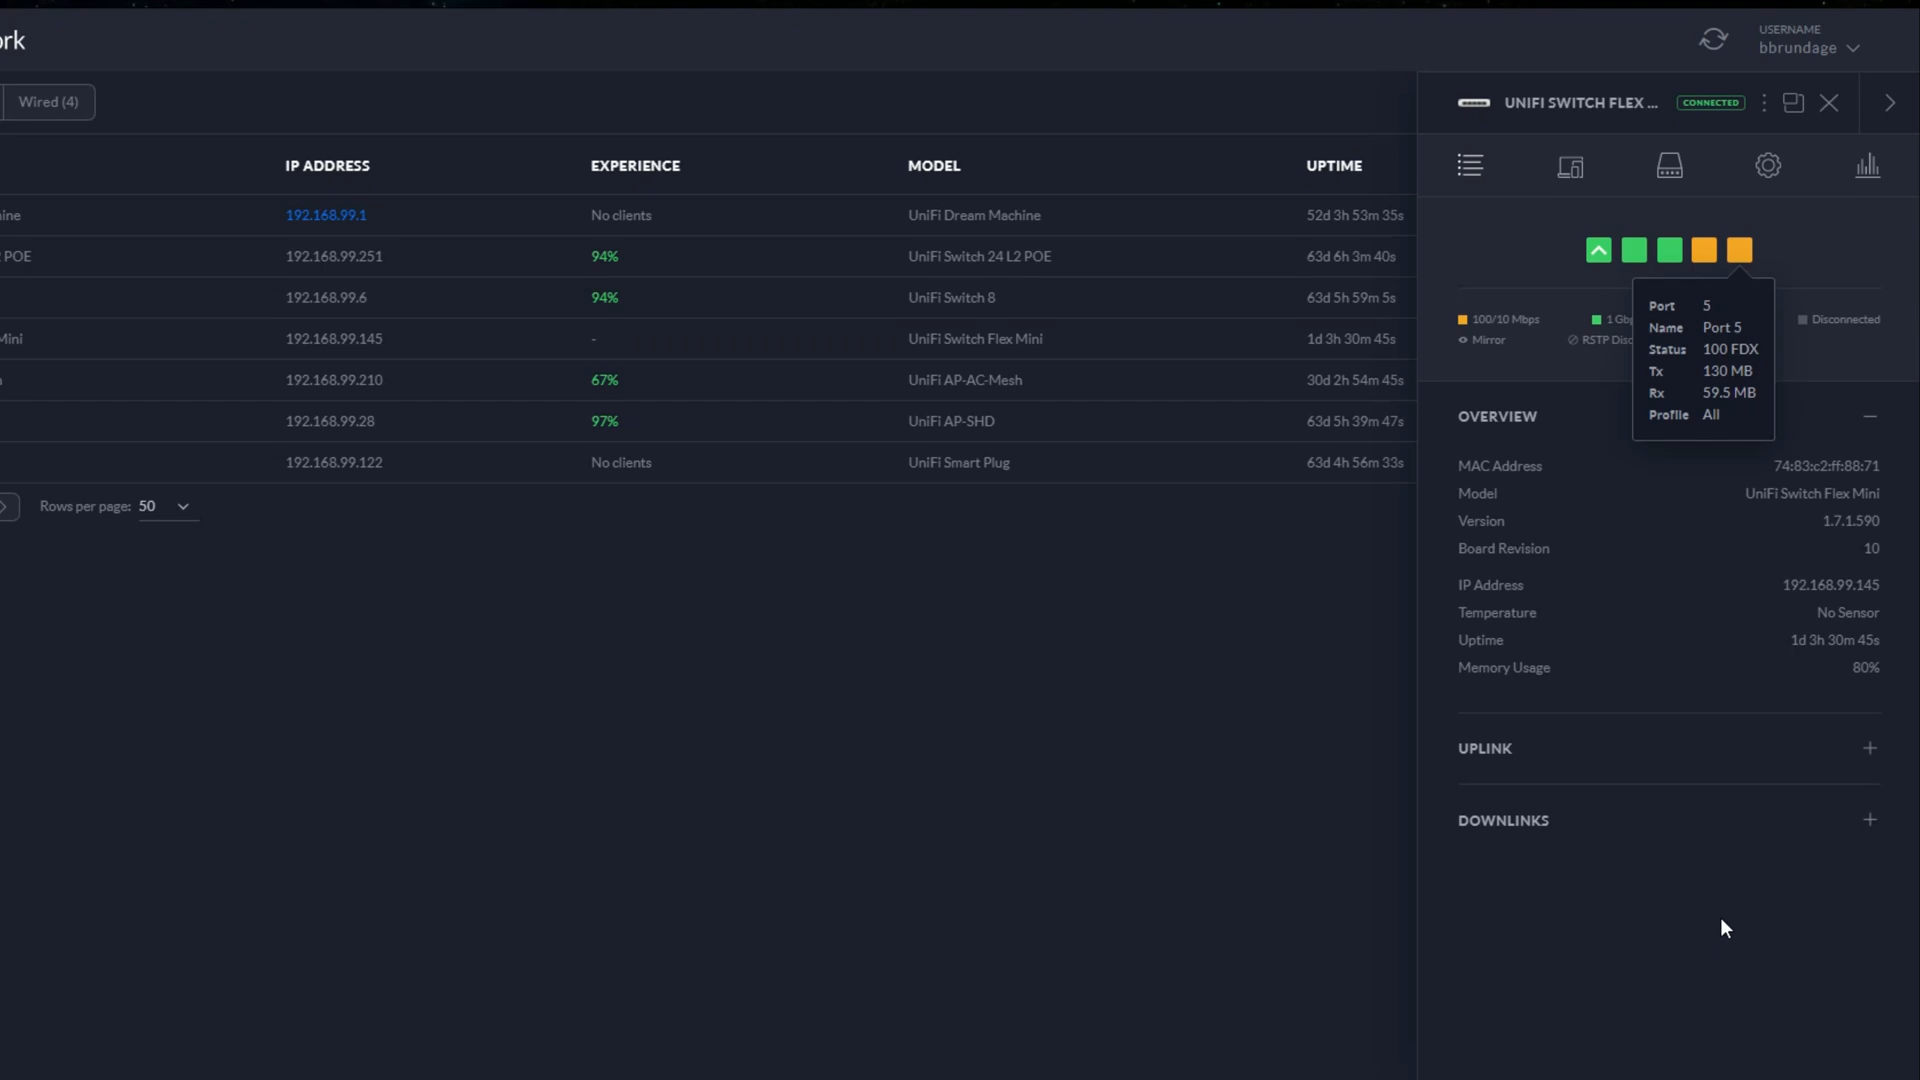 ork
USERNAME
bbrundage
Wired (4)
UNIFI SWITCH FLEX ...
CONNECTED
IP ADDRESS EXPERIENCE MODEL UPTIME
ine 192.168.99.1 No clients UniFi Dream Machine 52d 3h 53m 35s
POE 192.168.99.251 94% UniFi Switch 24 L2 POE 63d 6h 3m 40s
192.168.99.6 94% UniFi Switch 8 63d 5h 59m 5s
Mini 192.168.99.145 - UniFi Switch Flex Mini 1d 3h 30m 45s
192.168.99.210 67% UniFi AP-AC-Mesh 30d 2h 54m 45s
192.168.99.28 97% UniFi AP-SHD 63d 5h 39m 47s
192.168.99.122 No clients UniFi Smart Plug 63d 4h 56m 33s
Rows per page: 50
100/10 Mbps 1 Gb Disconnected
Mirror RSTP Disc
Port 5
Name Port 5
Status 100 FDX
Tx 130 MB
Rx 59.5 MB
Profile All
OVERVIEW
MAC Address 74:83:c2:ff:88:71
Model UniFi Switch Flex Mini
Version 1.7.1.590
Board Revision 10
IP Address 192.168.99.145
Temperature No Sensor
Uptime 1d 3h 30m 45s
Memory Usage 80%
UPLINK
DOWNLINKS